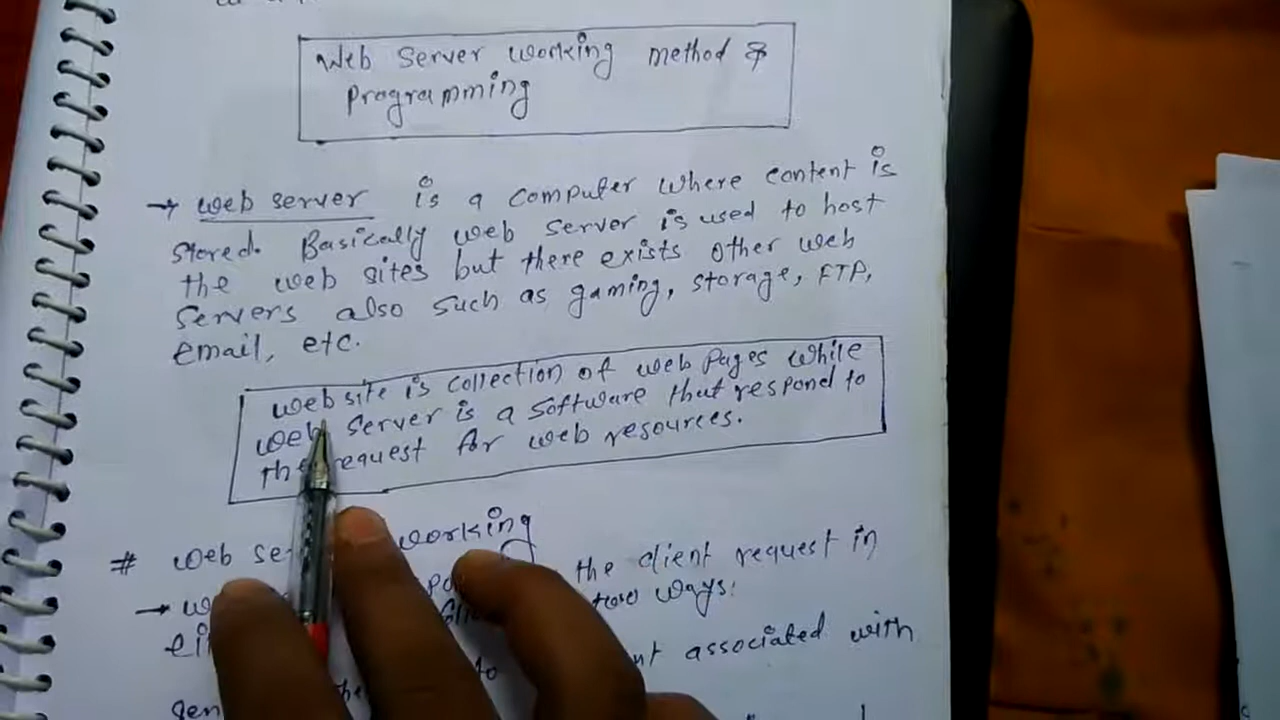 Web Server working method &
programming
→ web server is a computer where content is
stored. Basically web server is used to host
the web sites but there exists other web
servers also such as gaming, storage, FTP,
email, etc.
website is collection of web pages while
web server is a software that respond to
the request for web resources.
# web se working
→ the client request in
two ways:
associated with
to
gen